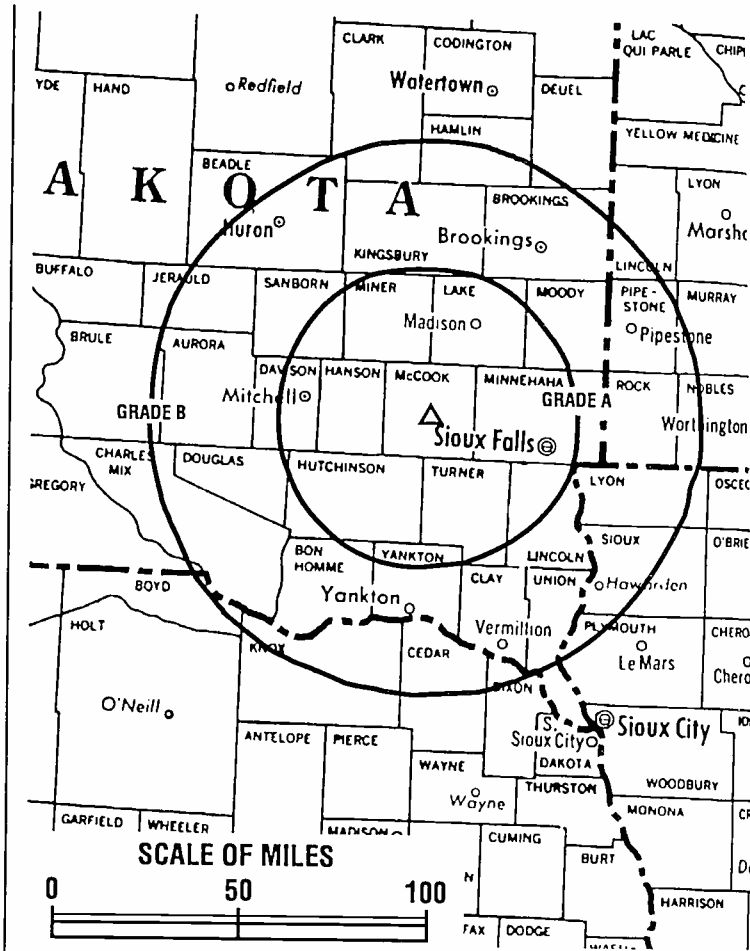 CLARK
CODINGTON
LAC
QUI PARLE
CHIP
YDE
HAND
Redfield
Watertown
DEUEL
HAMLIN
YELLOW MEDICINE
BEADLE
LYON
A K O T A
BROOKINGS
Huron
Brookings
Marsha
KINGSBURY
LINCOLN
BUFFALO
JERAULD
SANBORN
MINER
LAKE
MOODY
PIPE-
STONE
MURRAY
Madison
Pipestone
BRULE
AURORA
DAVISON
HANSON
McCOOK
MINNEHAHA
ROCK
NOBLES
Mitchell
GRADE A
GRADE B
Worthington
Sioux Falls
CHARLES
MIX
DOUGLAS
HUTCHINSON
TURNER
LYON
OSCEO
GREGORY
BON
HOMME
YANKTON
LINCOLN
SIOUX
O'BRIE
BOYD
CLAY
UNION
Hawarden
Yankton
HOLT
Vermillion
PLYMOUTH
CHERO
KNOX
CEDAR
Le Mars
Chero
DIXON
O'Neill
S.
Sioux City
Sioux City
ANTELOPE
PIERCE
DAKOTA
WAYNE
THURSTON
WOODBURY
Wayne
MONONA
GARFIELD
WHEELER
MADISON
CUMING
BURT
SCALE OF MILES
0 50 100
HARRISON
FAX
DODGE